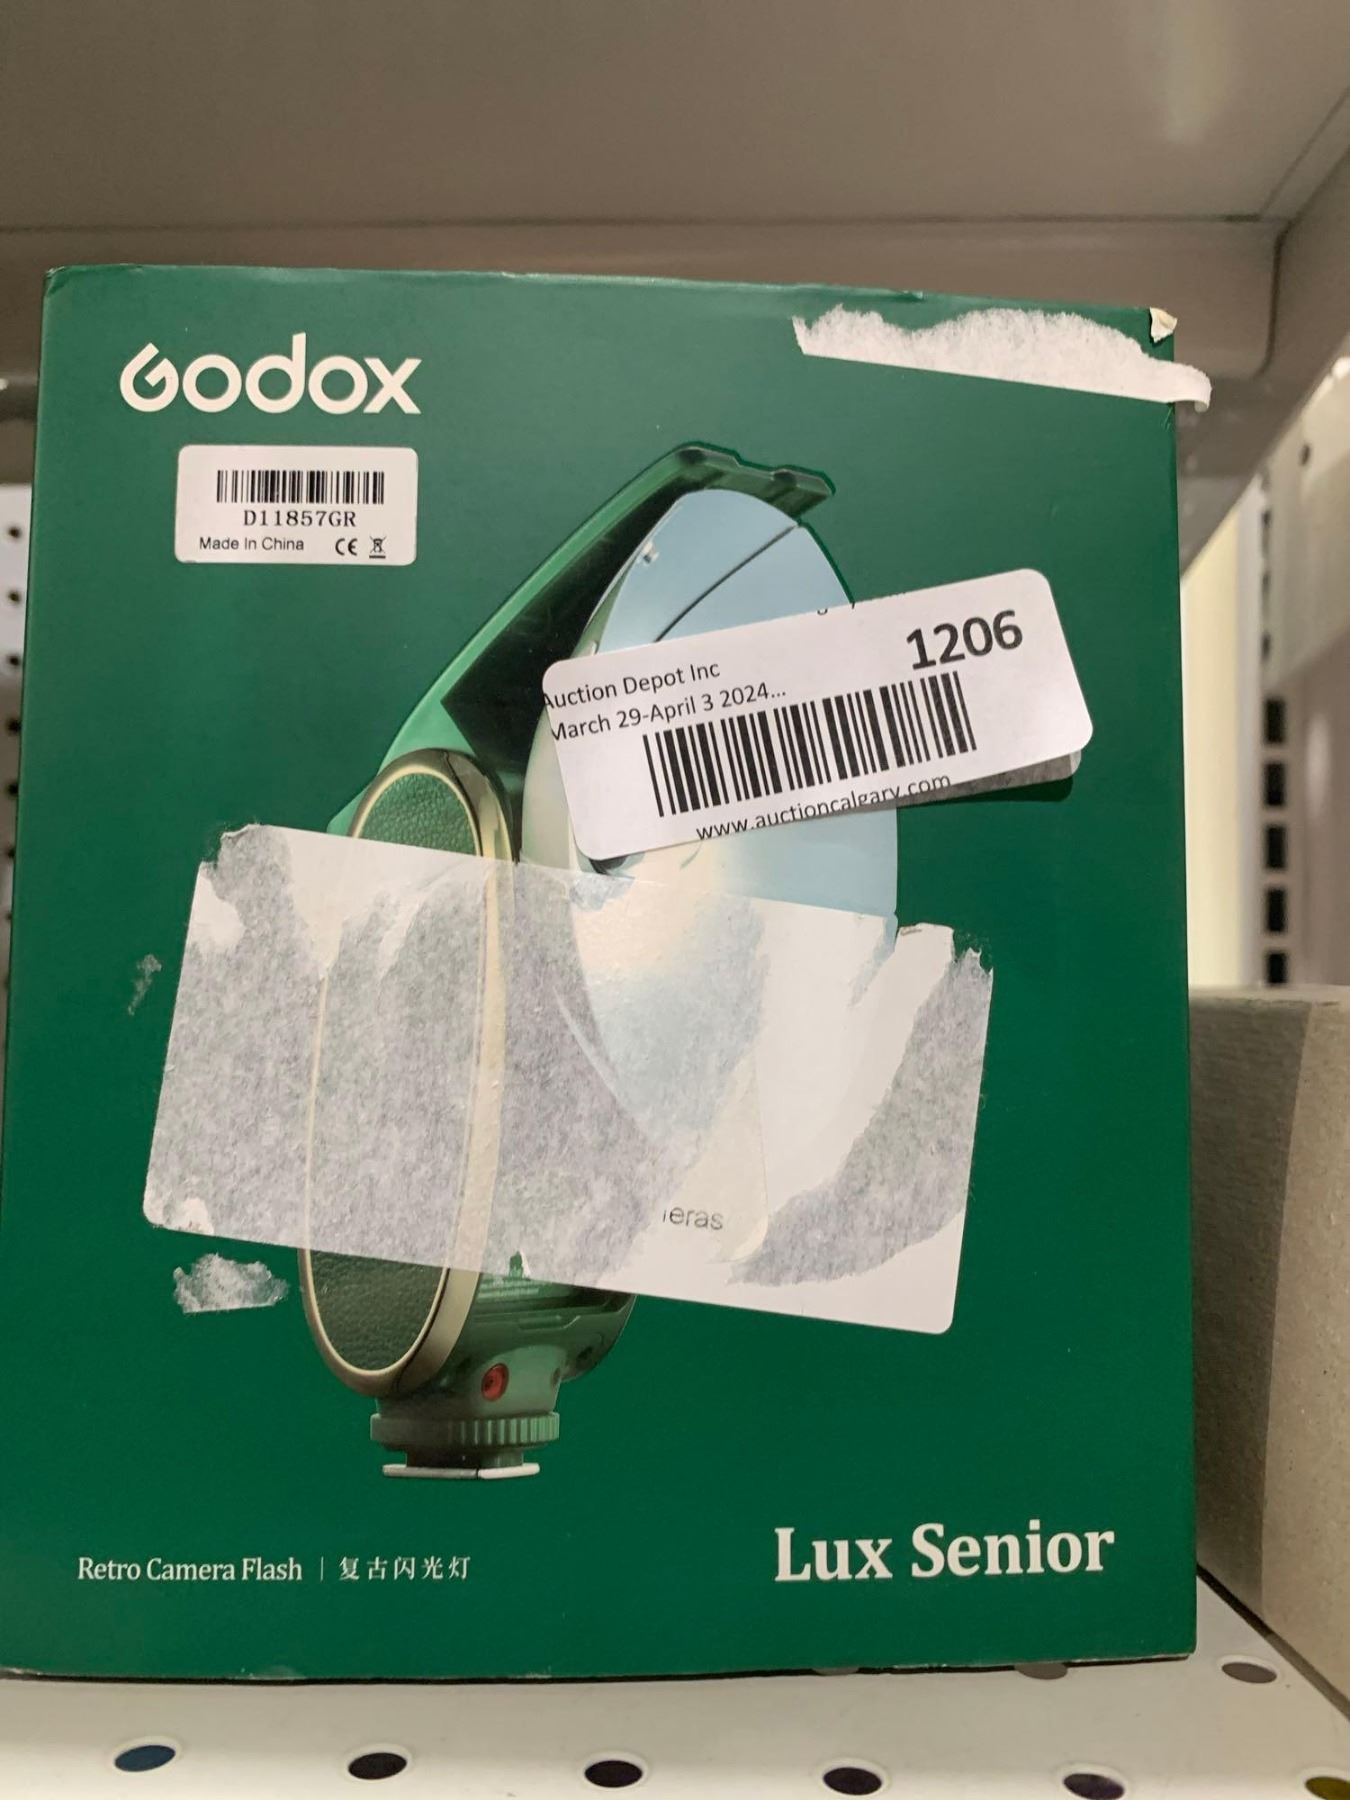 Godox
D11857GR
Made In China CE
1206
Auction Depot Inc
March 29-April 3 2024...
www.auctioncalgary.com
Retro Camera Flash | 复古闪光灯
Lux Senior